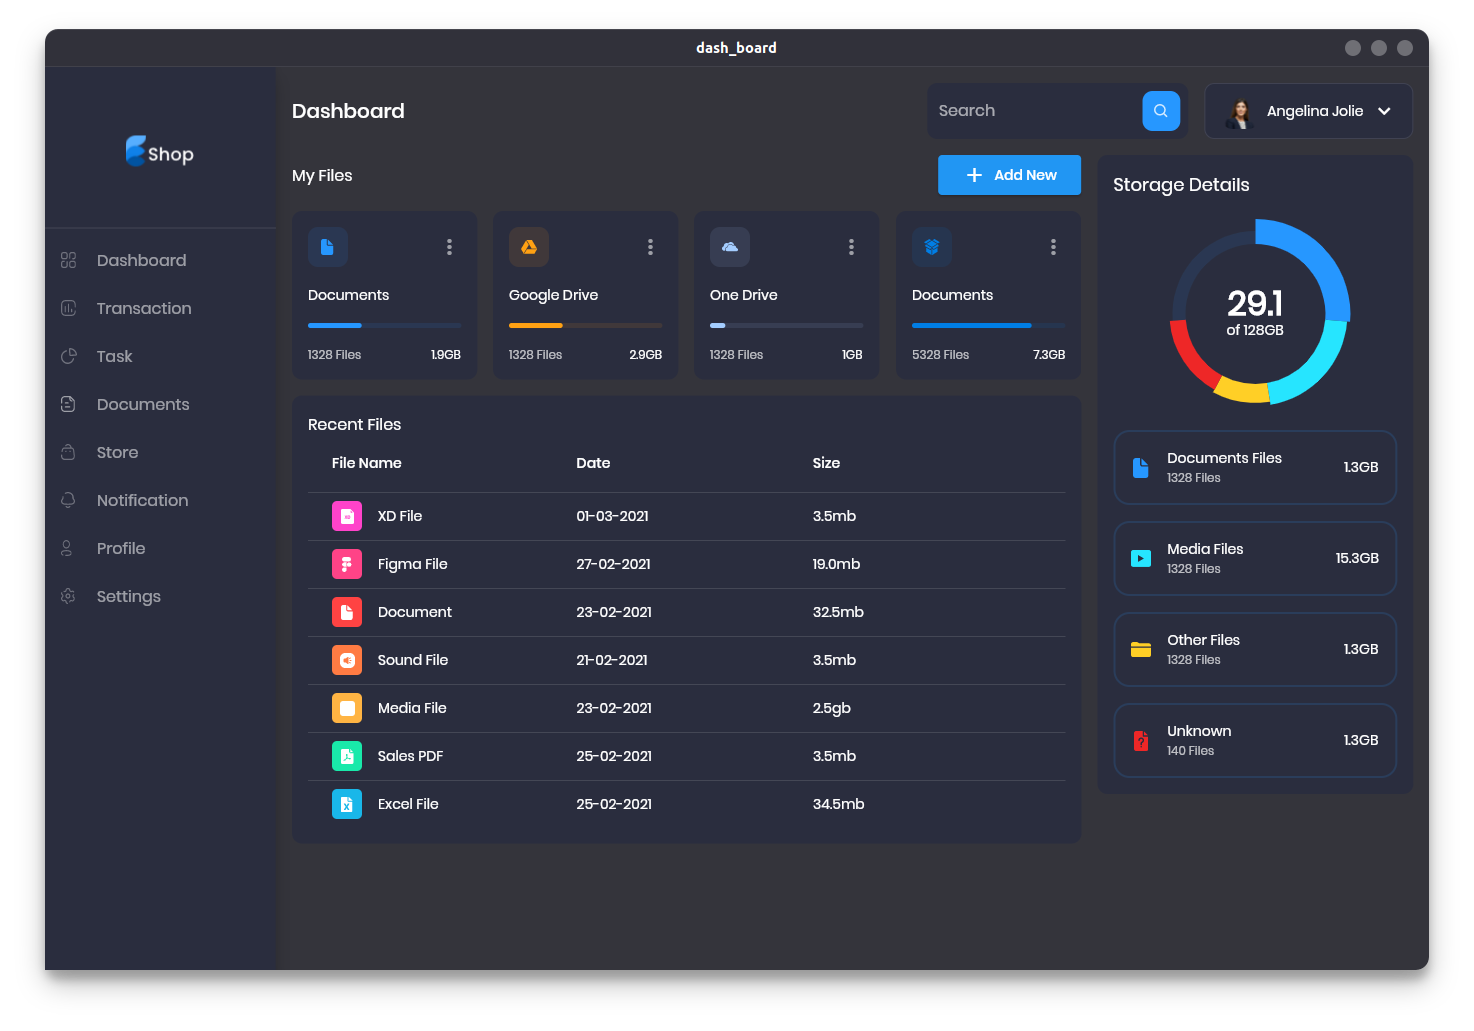 dash_board
Shop
Dashboard
Transaction
Task
Documents
Store
Notification
Profile
Settings
Dashboard
Search
Angelina Jolie
My Files
Add New
Documents
1328 Files 1.9GB
Google Drive
1328 Files 2.9GB
One Drive
1328 Files 1GB
Documents
5328 Files 7.3GB
Recent Files
File Name Date Size
XD File 01-03-2021 3.5mb
Figma File 27-02-2021 19.0mb
Document 23-02-2021 32.5mb
Sound File 21-02-2021 3.5mb
Media File 23-02-2021 2.5gb
Sales PDF 25-02-2021 3.5mb
Excel File 25-02-2021 34.5mb
Storage Details
29.1
of 128GB
Documents Files
1328 Files
1.3GB
Media Files
1328 Files
15.3GB
Other Files
1328 Files
1.3GB
Unknown
140 Files
1.3GB